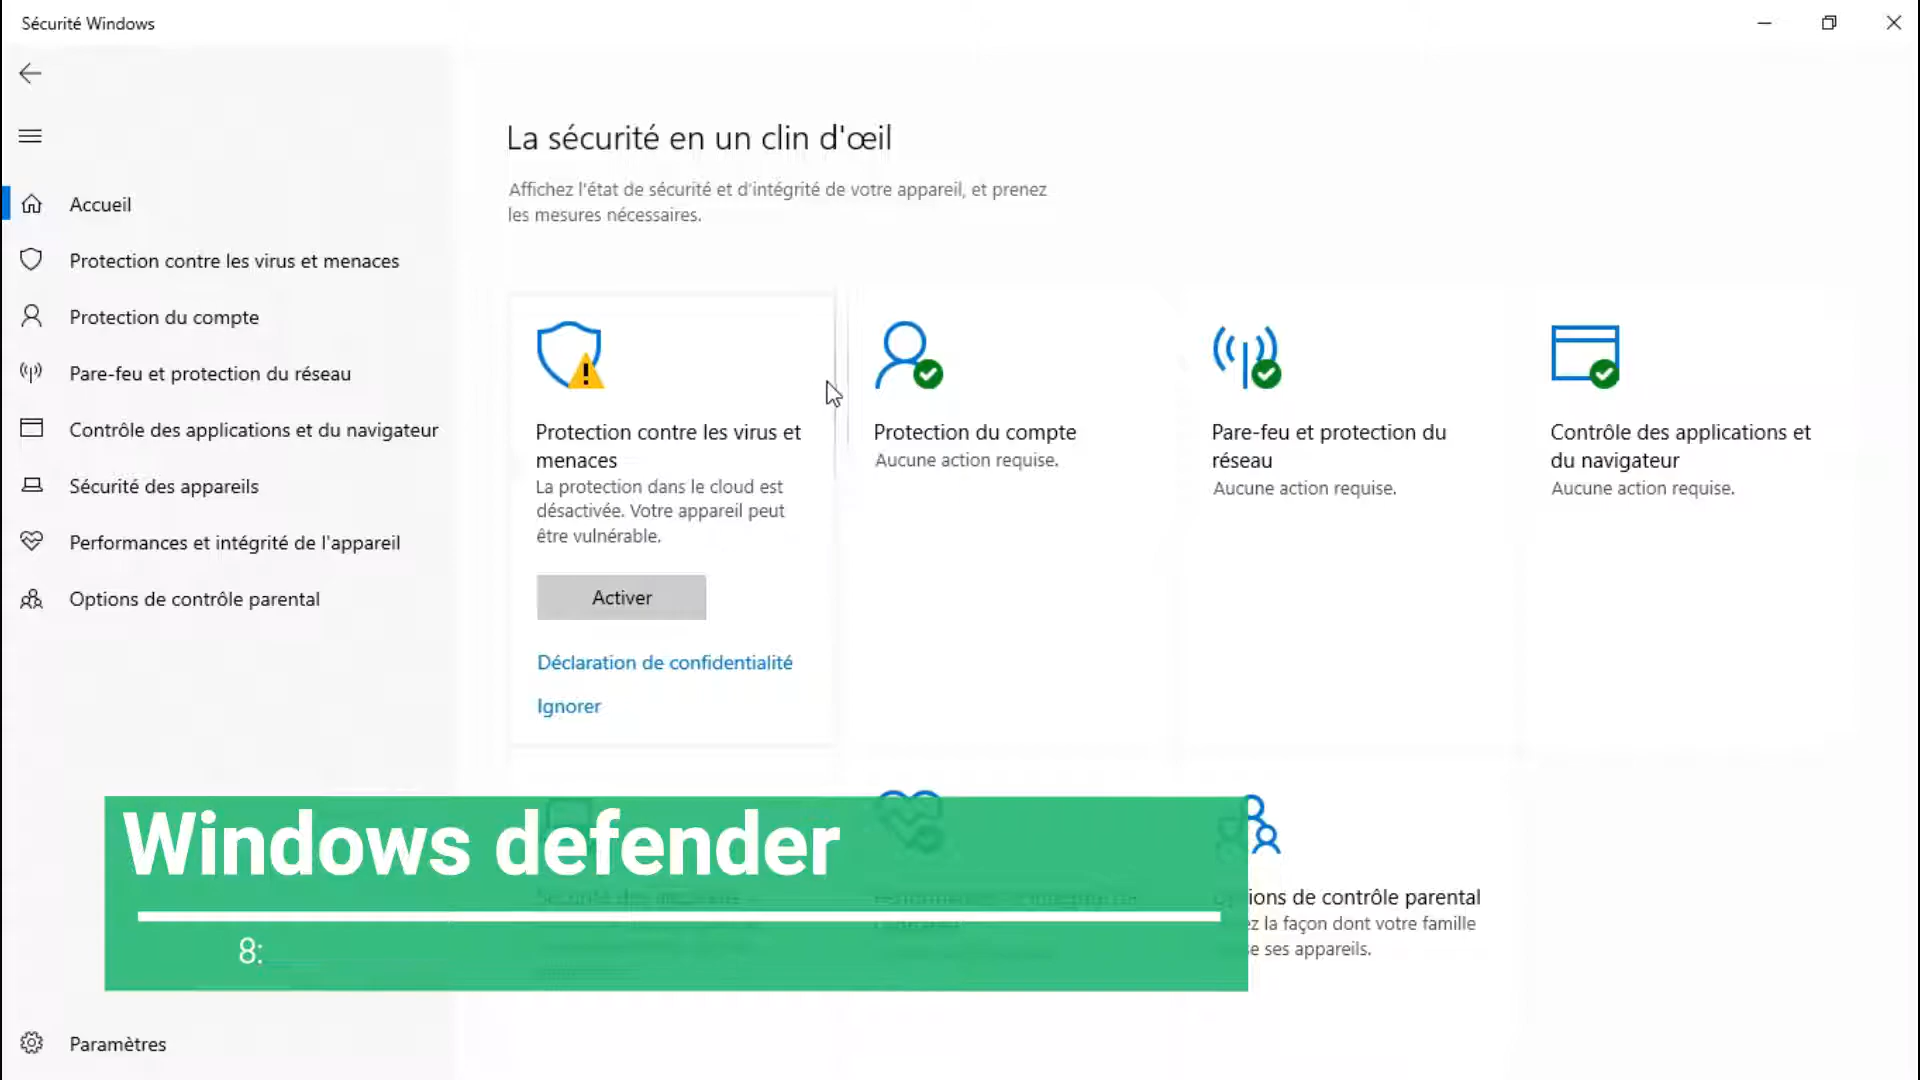 Sécurité Windows
Accueil
Protection contre les virus et menaces
Protection du compte
Pare-feu et protection du réseau
Contrôle des applications et du navigateur
Sécurité des appareils
Performances et intégrité de l'appareil
Options de contrôle parental
Paramètres
La sécurité en un clin d'œil
Affichez l'état de sécurité et d'intégrité de votre appareil, et prenez
les mesures nécessaires.
Protection contre les virus et
menaces
La protection dans le cloud est
désactivée. Votre appareil peut
être vulnérable.
Activer
Déclaration de confidentialité
Ignorer
Protection du compte
Aucune action requise.
Pare-feu et protection du
réseau
Aucune action requise.
Contrôle des applications et
du navigateur
Aucune action requise.
de contrôle parental
la façon dont votre famille
ses appareils.
Windows defender
8: